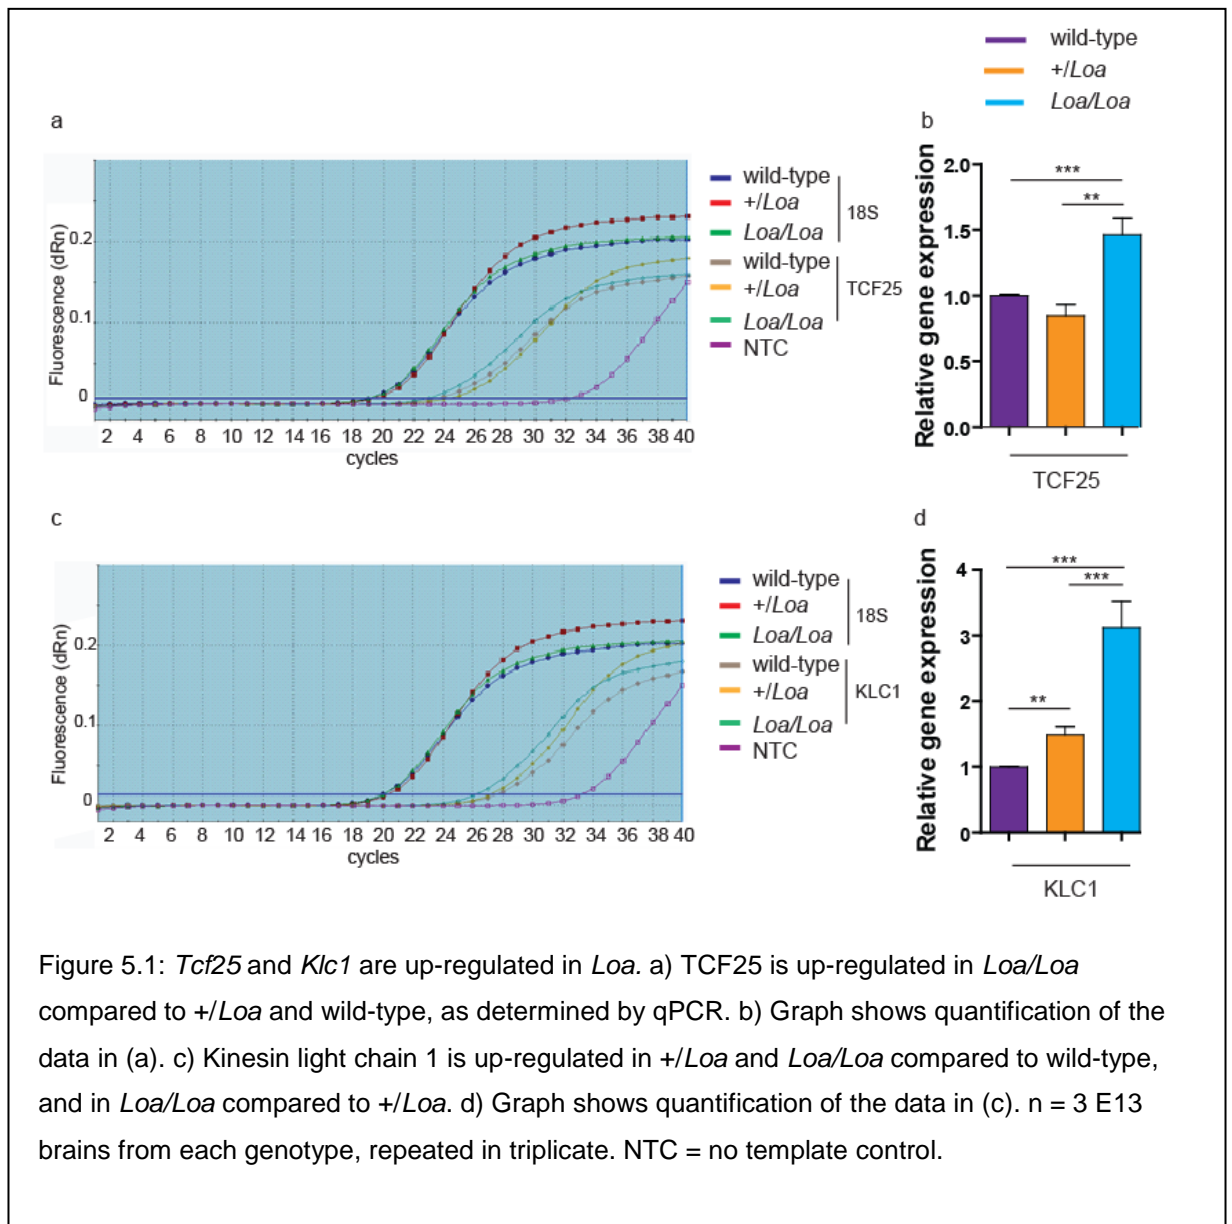 wild-type
+/Loa
Loa/Loa
a
Fluorescence (dRn)
0.2
0.1
0
2 4 6 8 10 12 14 16 18 20 22 24 26 28 30 32 34 36 38 40
cycles
wild-type
+/Loa
Loa/Loa
18S
wild-type
+/Loa
Loa/Loa
TCF25
NTC
b
Relative gene expression
2.0
1.5
1.0
0.5
0.0
***
**
TCF25
c
Fluorescence (dRn)
0.2
0.1
0
2 4 6 8 10 12 14 16 18 20 22 24 26 28 30 32 34 36 38 40
cycles
wild-type
+/Loa
Loa/Loa
18S
wild-type
+/Loa
Loa/Loa
KLC1
NTC
d
Relative gene expression
4
3
2
1
0
***
***
**
KLC1
Figure 5.1: Tcf25 and Klc1 are up-regulated in Loa. a) TCF25 is up-regulated in Loa/Loa
compared to +/Loa and wild-type, as determined by qPCR. b) Graph shows quantification of the
data in (a). c) Kinesin light chain 1 is up-regulated in +/Loa and Loa/Loa compared to wild-type,
and in Loa/Loa compared to +/Loa. d) Graph shows quantification of the data in (c). n = 3 E13
brains from each genotype, repeated in triplicate. NTC = no template control.